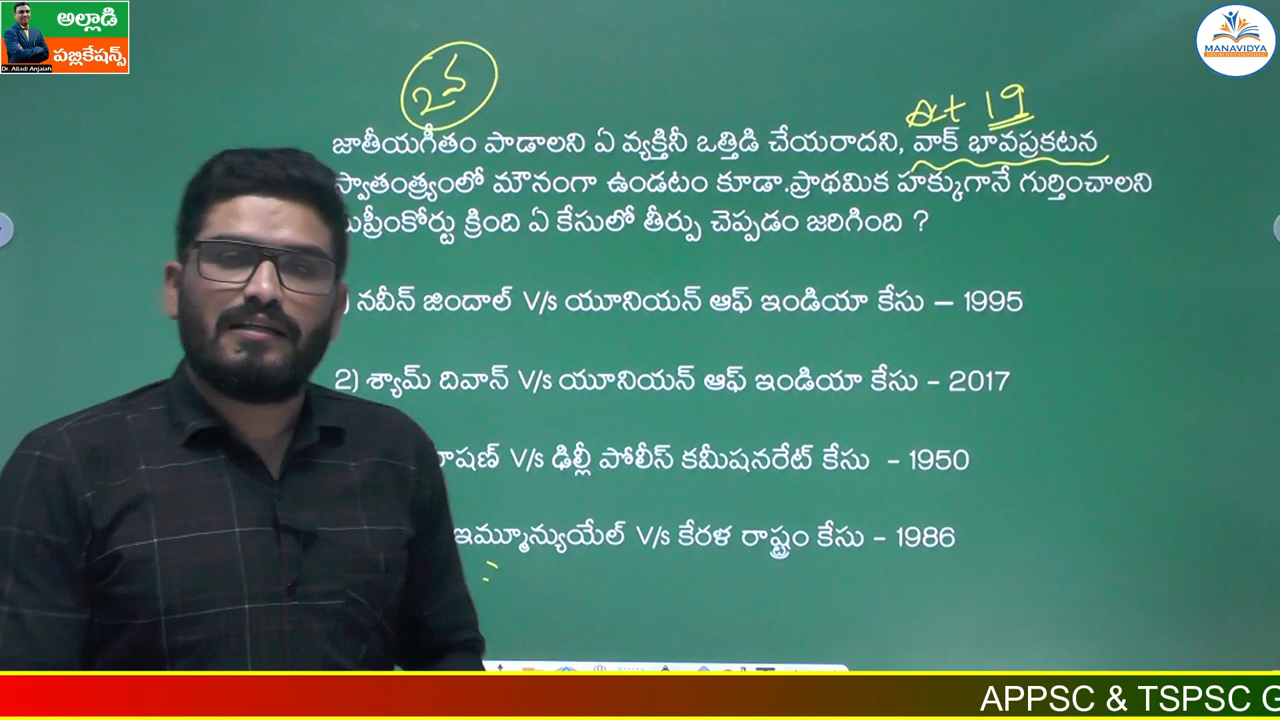 అల్లాడి
పబ్లికేషన్స్
Dr. Alladi Anjaiah
MANAVIDYA
Art 19
జాతీయగీతం పాడాలని ఏ వ్యక్తినీ ఒత్తిడి చేయరాదని, వాక్ భావప్రకటన
స్వాతంత్ర్యంలో మౌనంగా ఉండటం కూడా.ప్రాథమిక హక్కుగానే గుర్తించాలని
సుప్రీంకోర్టు క్రింది ఏ కేసులో తీర్పు చెప్పడం జరిగింది ?
) నవీన్ జిందాల్ V/s యూనియన్ ఆఫ్ ఇండియా కేసు – 1995
2) శ్యామ్ దివాన్ V/s యూనియన్ ఆఫ్ ఇండియా కేసు - 2017
V/s ఢిల్లీ పోలీస్ కమీషనరేట్ కేసు - 1950
ఇమ్మాన్యుయేల్ V/s కేరళ రాష్ట్రం కేసు - 1986
APPSC & TSPSC G